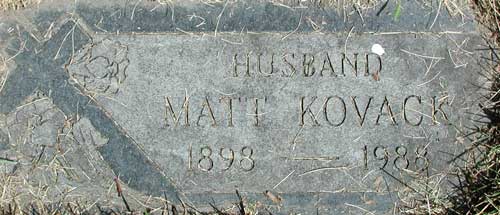 HUSBAND
MATT KOVACK
1898 — 1988